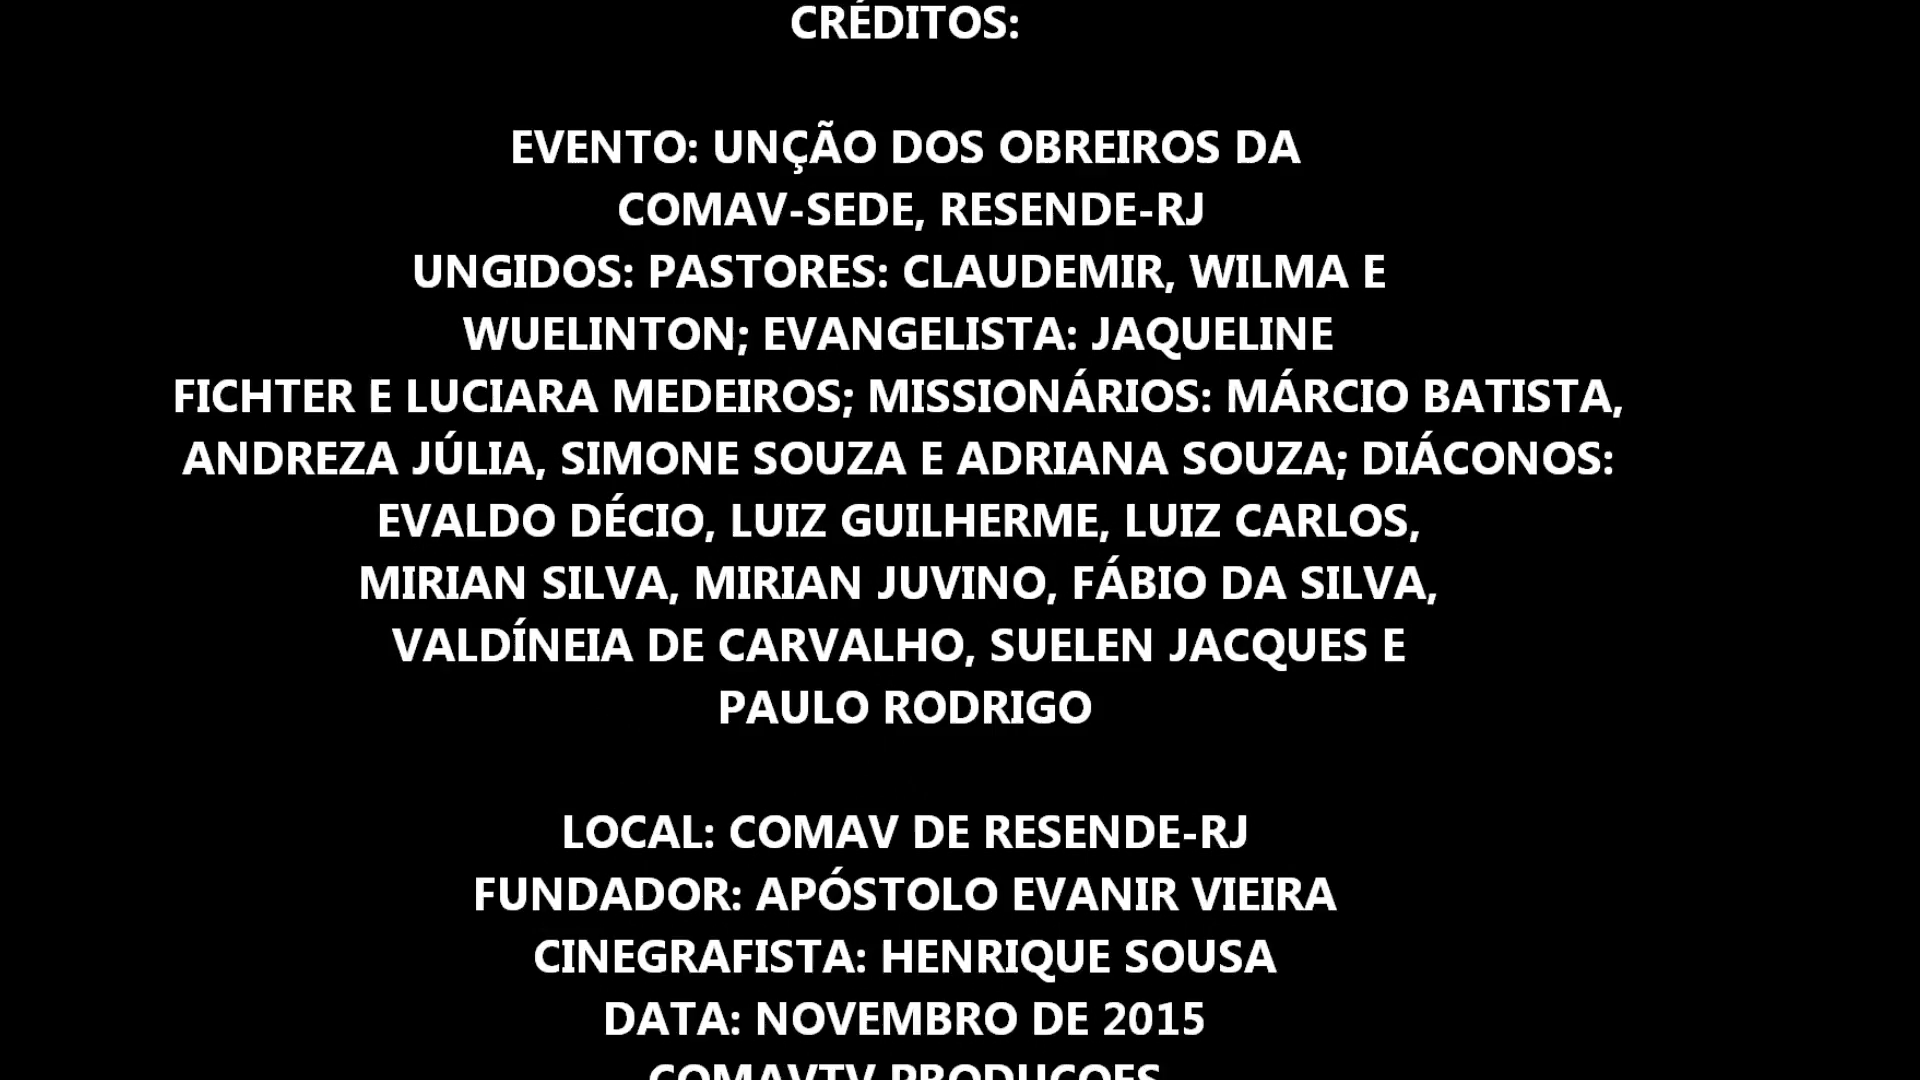 CRÉDITOS:
EVENTO: UNÇÃO DOS OBREIROS DA
COMAV-SEDE, RESENDE-RJ
UNGIDOS: PASTORES: CLAUDEMIR, WILMA E
WUELINTON; EVANGELISTA: JAQUELINE
FICHTER E LUCIARA MEDEIROS; MISSIONÁRIOS: MÁRCIO BATISTA,
ANDREZA JÚLIA, SIMONE SOUZA E ADRIANA SOUZA; DIÁCONOS:
EVALDO DÉCIO, LUIZ GUILHERME, LUIZ CARLOS,
MIRIAN SILVA, MIRIAN JUVINO, FÁBIO DA SILVA,
VALDÍNEIA DE CARVALHO, SUELEN JACQUES E
PAULO RODRIGO
LOCAL: COMAV DE RESENDE-RJ
FUNDADOR: APÓSTOLO EVANIR VIEIRA
CINEGRAFISTA: HENRIQUE SOUSA
DATA: NOVEMBRO DE 2015
COMAVTV PRODUCOES